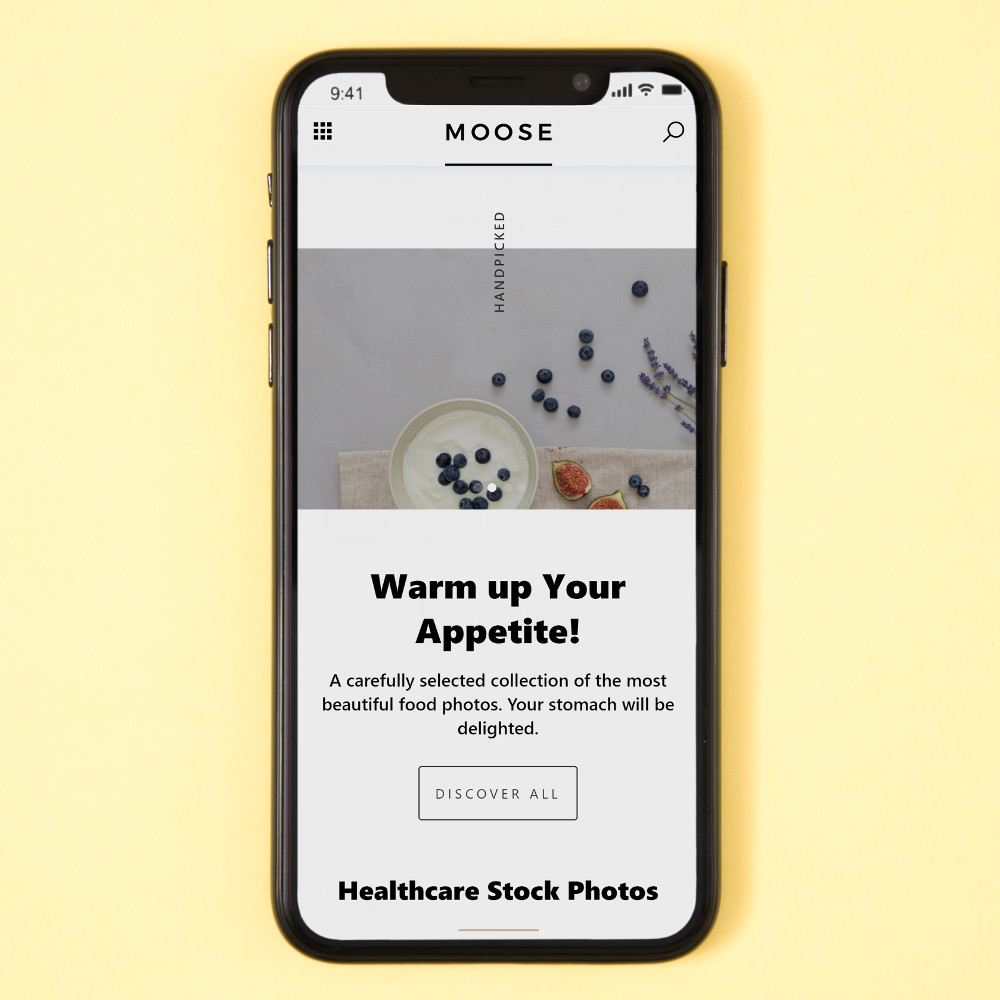 9:41
MOOSE
HANDPICKED
Warm up Your
Appetite!
A carefully selected collection of the most
beautiful food photos. Your stomach will be
delighted.
DISCOVER ALL
Healthcare Stock Photos